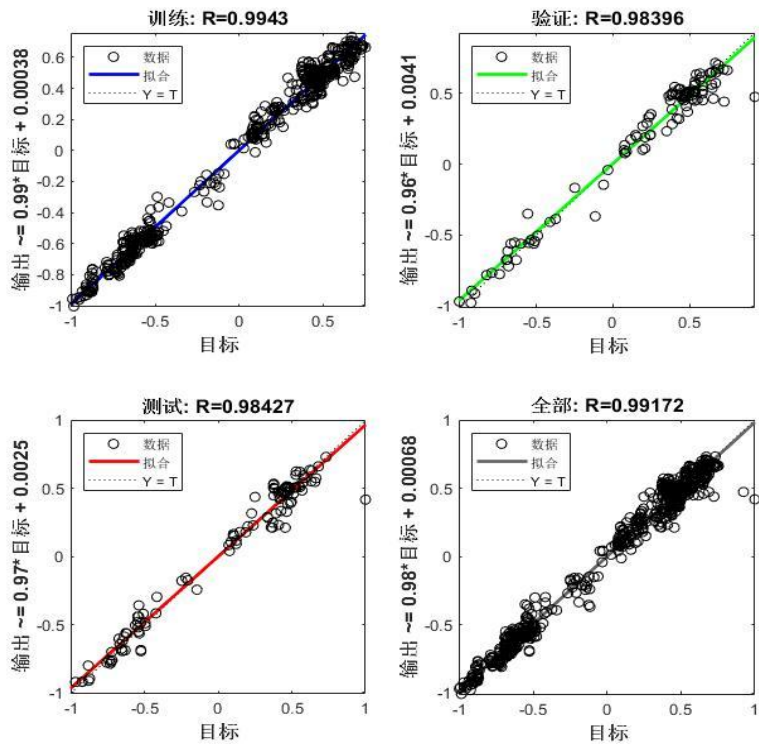 训练: R=0.9943
数据
拟合
Y = T
输出 ~= 0.99*目标 + 0.00038
0.6
0.4
0.2
0
-0.2
-0.4
-0.6
-0.8
-1
-1
-0.5
0
0.5
目标
验证: R=0.98396
数据
拟合
Y = T
输出 ~= 0.96*目标 + 0.0041
0.5
0
-0.5
-1
-1
-0.5
0
0.5
目标
测试: R=0.98427
数据
拟合
Y = T
输出 ~= 0.97*目标 + 0.0025
1
0.5
0
-0.5
-1
-1
-0.5
0
0.5
1
目标
全部: R=0.99172
数据
拟合
Y = T
输出 ~= 0.98*目标 + 0.00068
1
0.5
0
-0.5
-1
-1
-0.5
0
0.5
1
目标